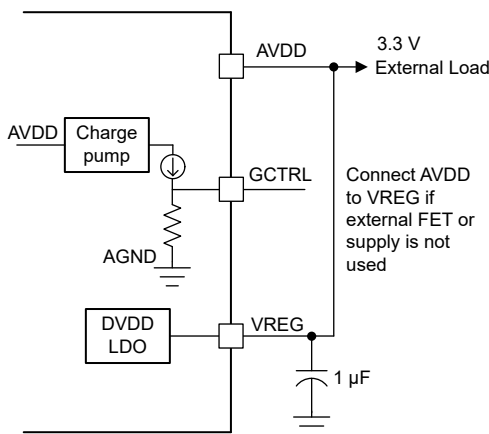 AVDD
3.3 V
External Load
AVDD
Charge
pump
GCTRL
Connect AVDD
to VREG if
external FET or
supply is not
used
AGND
DVDD
LDO
VREG
1 µF